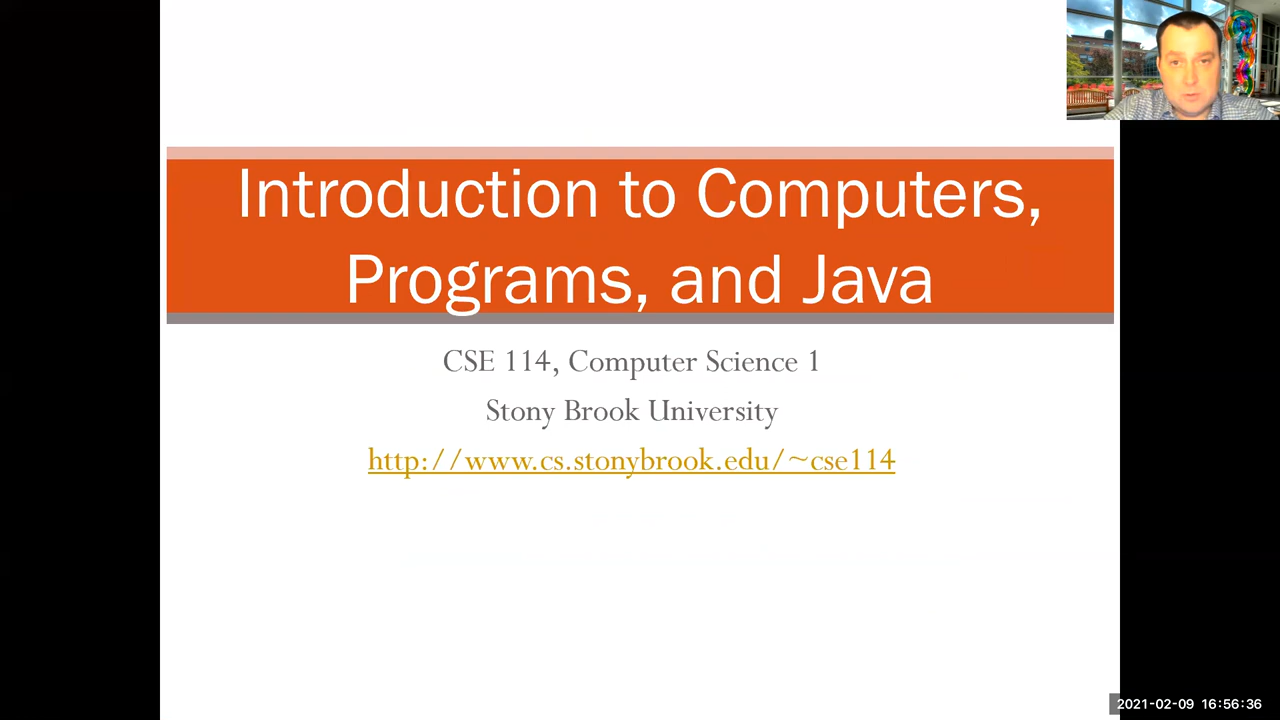 Introduction to Computers,
Programs, and Java
CSE 114, Computer Science 1
Stony Brook University
http://www.cs.stonybrook.edu/~cse114
2021-02-09 16:56:36